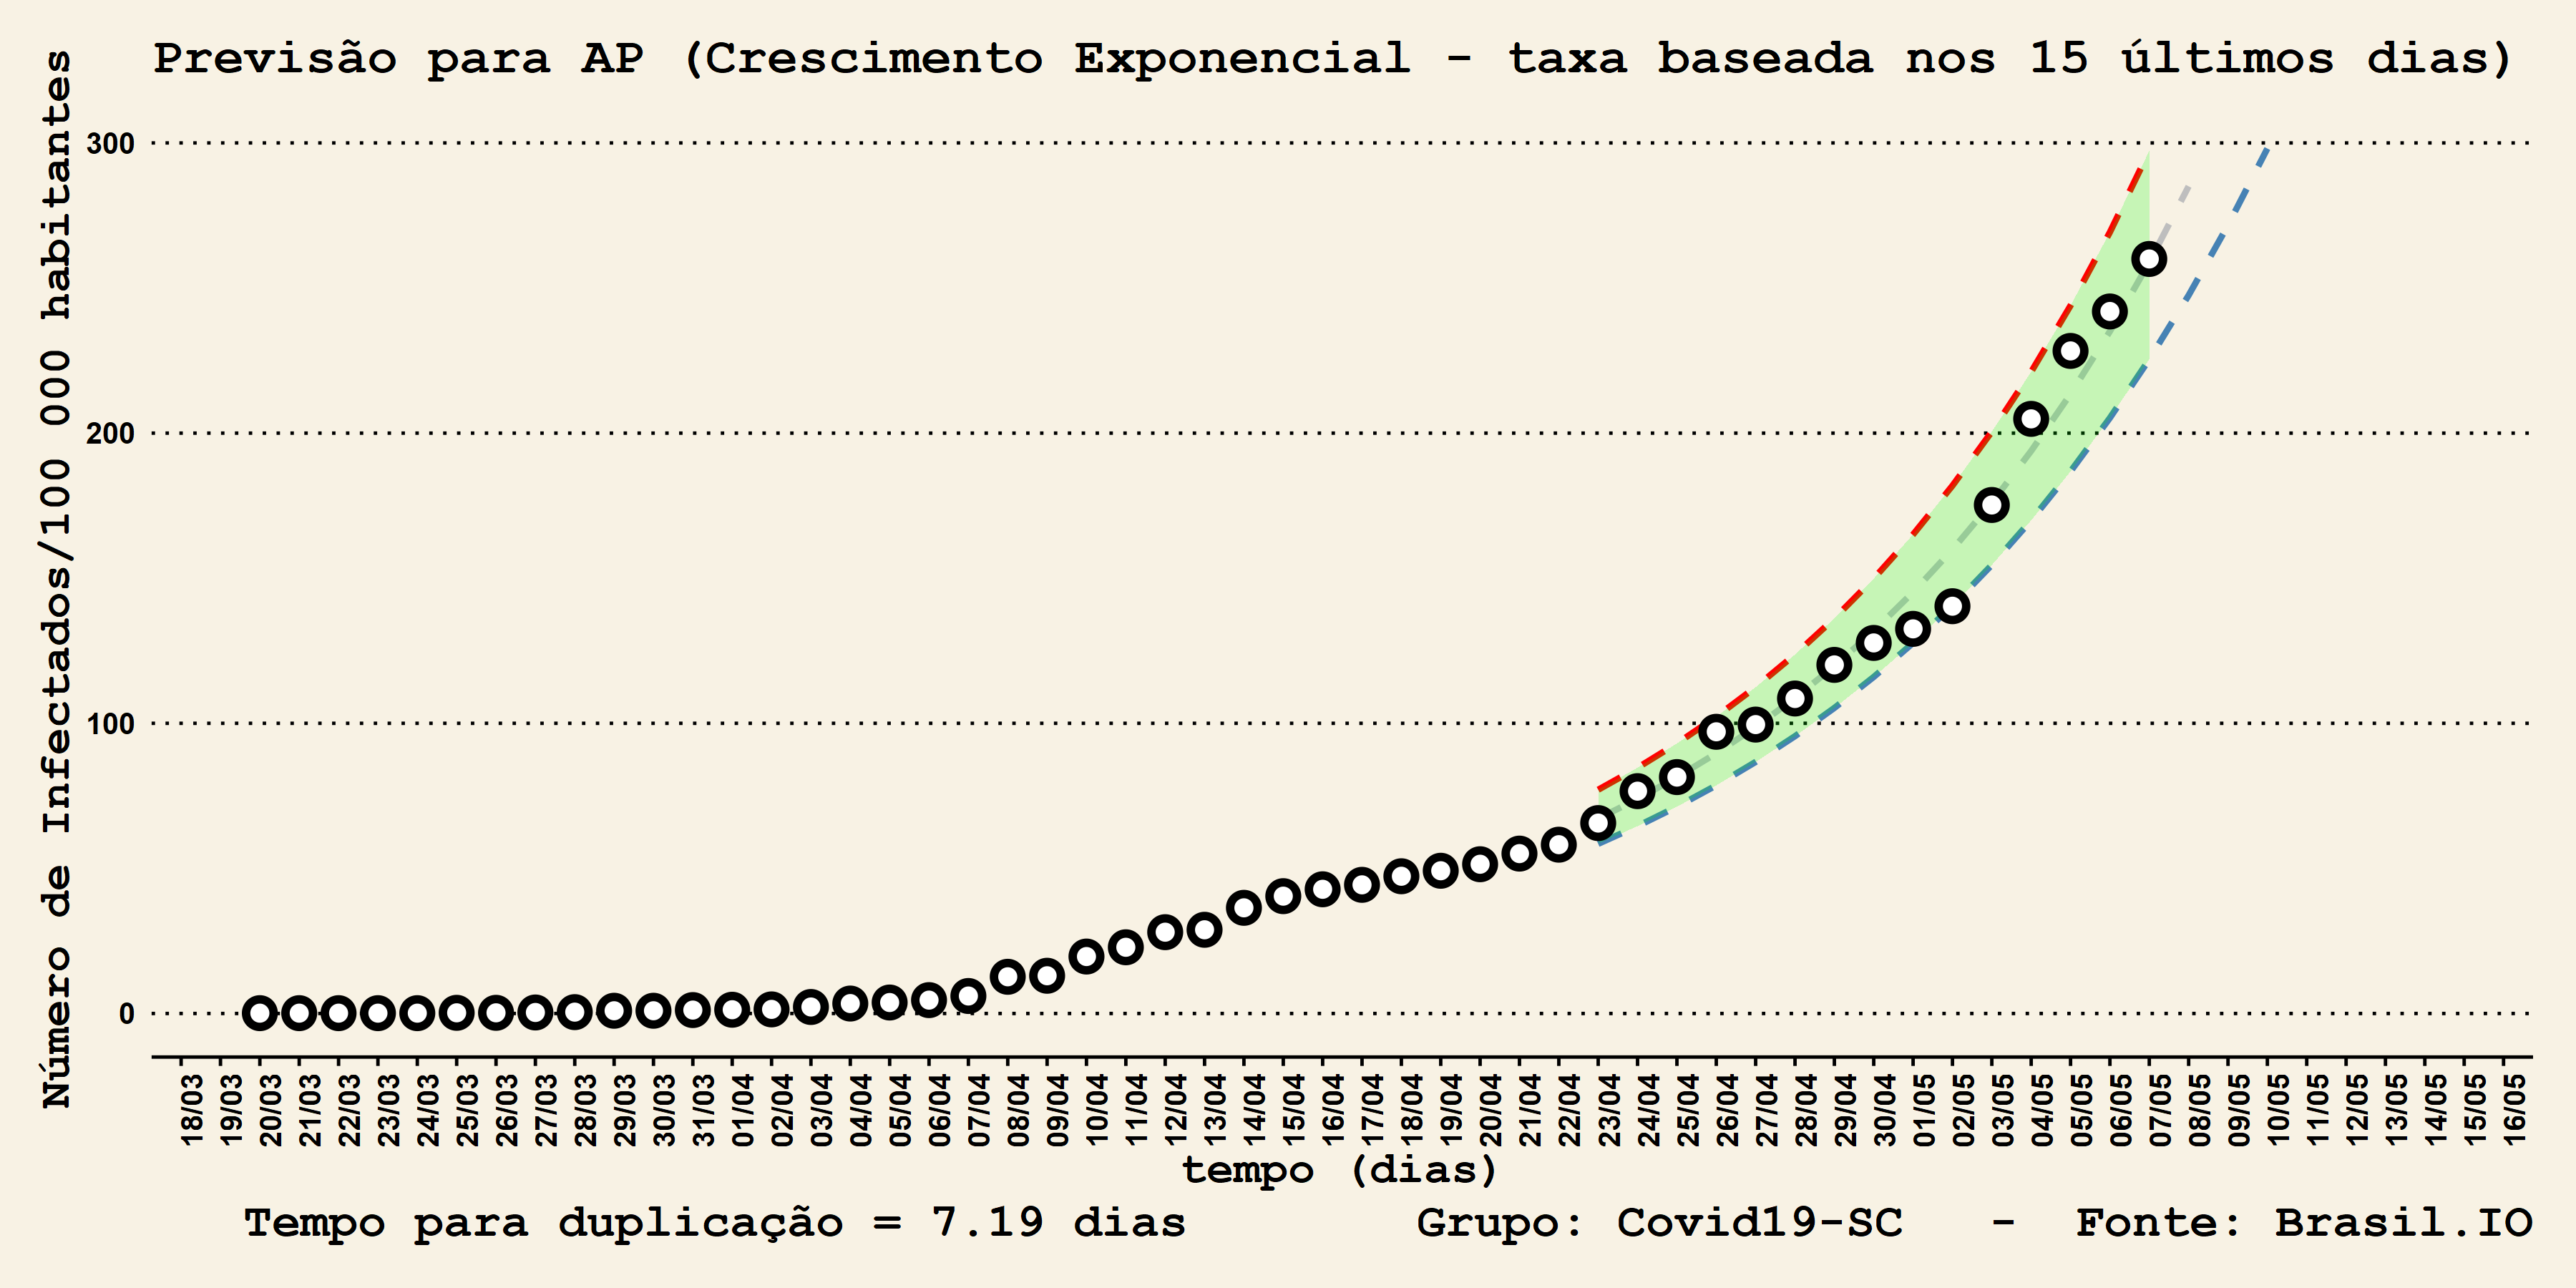 Previsão para AP (Crescimento Exponencial - taxa baseada nos 15 últimos dias)
Número de Infectados/100 000 habitantes
300
200
100
0
18/03 19/03 20/03 21/03 22/03 23/03 24/03 25/03 26/03 27/03 28/03 29/03 30/03 31/03 01/04 02/04 03/04 04/04 05/04 06/04 07/04 08/04 09/04 10/04 11/04 12/04 13/04 14/04 15/04 16/04 17/04 18/04 19/04 20/04 21/04 22/04 23/04 24/04 25/04 26/04 27/04 28/04 29/04 30/04 01/05 02/05 03/05 04/05 05/05 06/05 07/05 08/05 09/05 10/05 11/05 12/05 13/05 14/05 15/05 16/05
tempo (dias)
Tempo para duplicação = 7.19 dias Grupo: Covid19-SC - Fonte: Brasil.IO